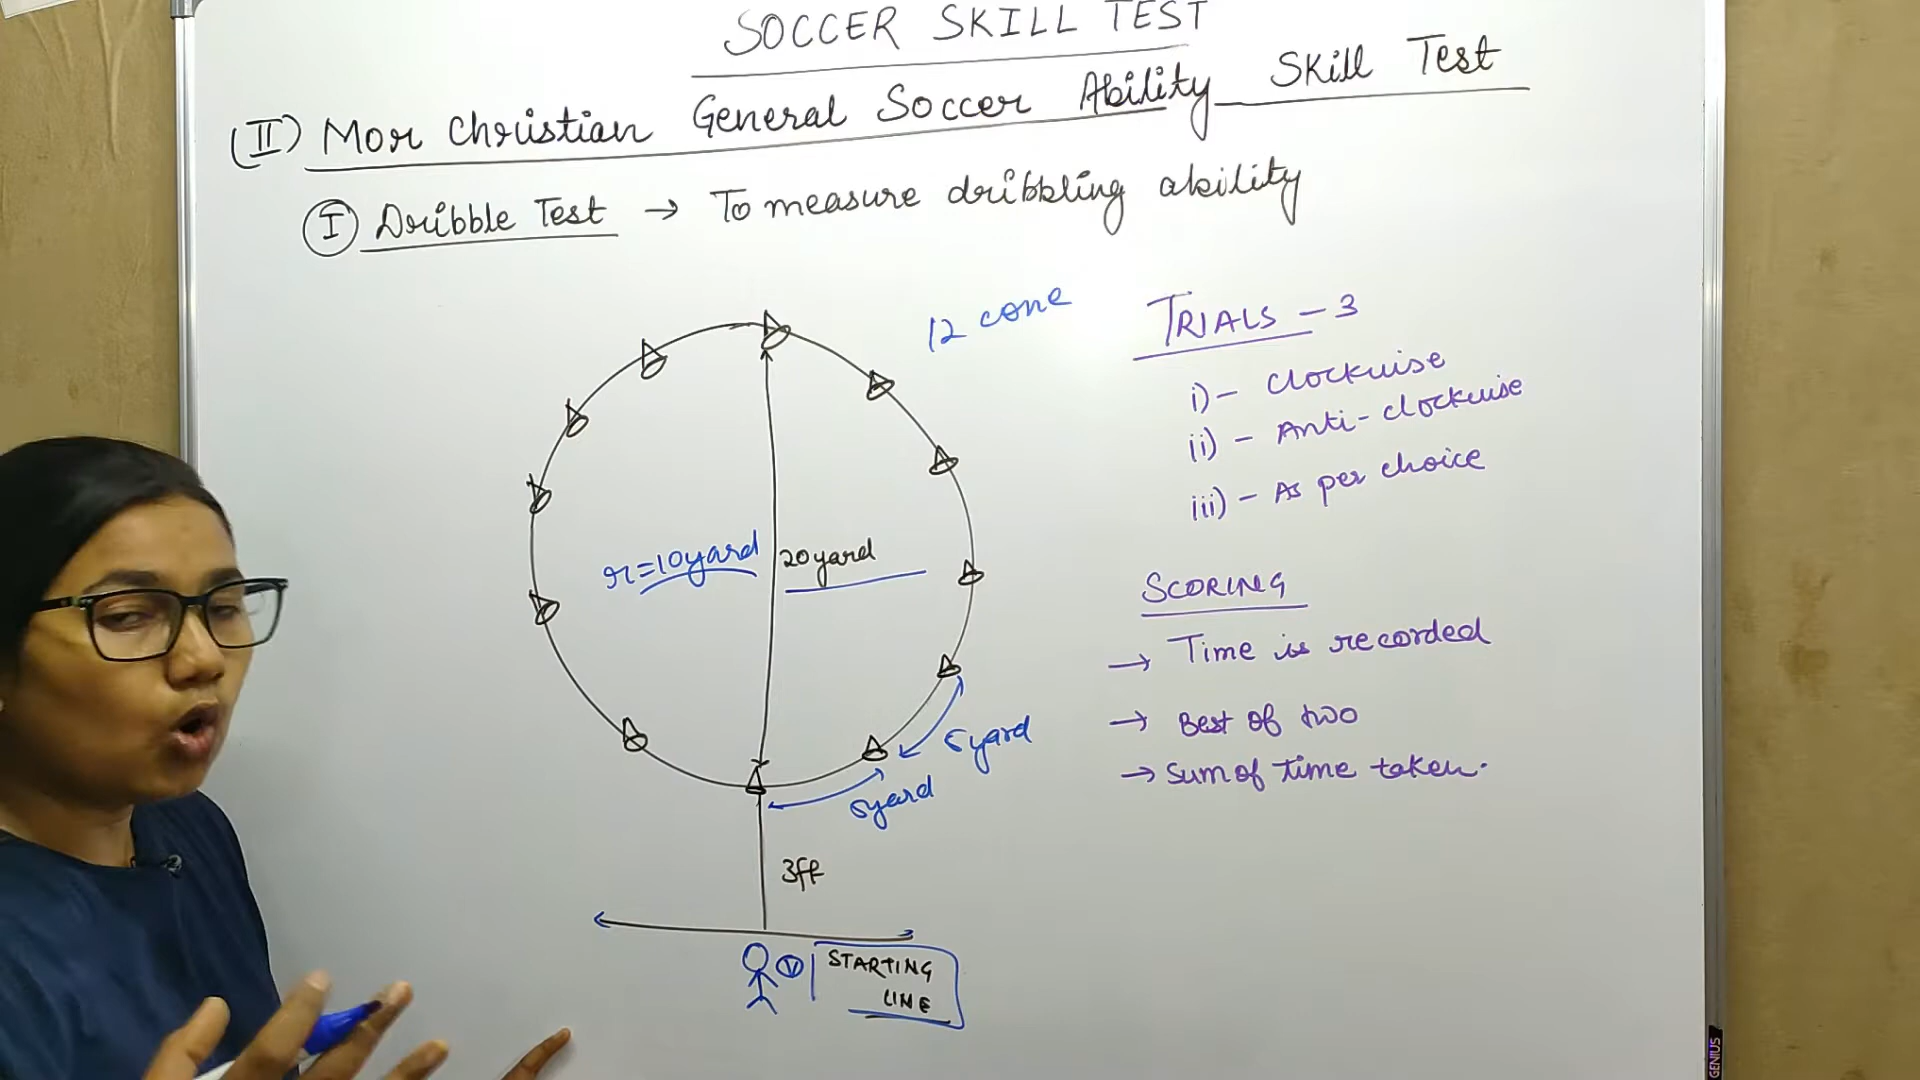 SOCCER SKILL TEST
(II) Mor Christian General Soccer Ability Skill Test
(I) Dribble Test → To measure dribbling ability
12 cone
r=10yard
20yard
5yard
5yard
3ft
STARTING
LINE
TRIALS - 3
i) - Clockwise
ii) - Anti-clockwise
iii) - As per choice
SCORING
→ Time is recorded
→ Best of two
→ Sum of time taken.
GENIUS